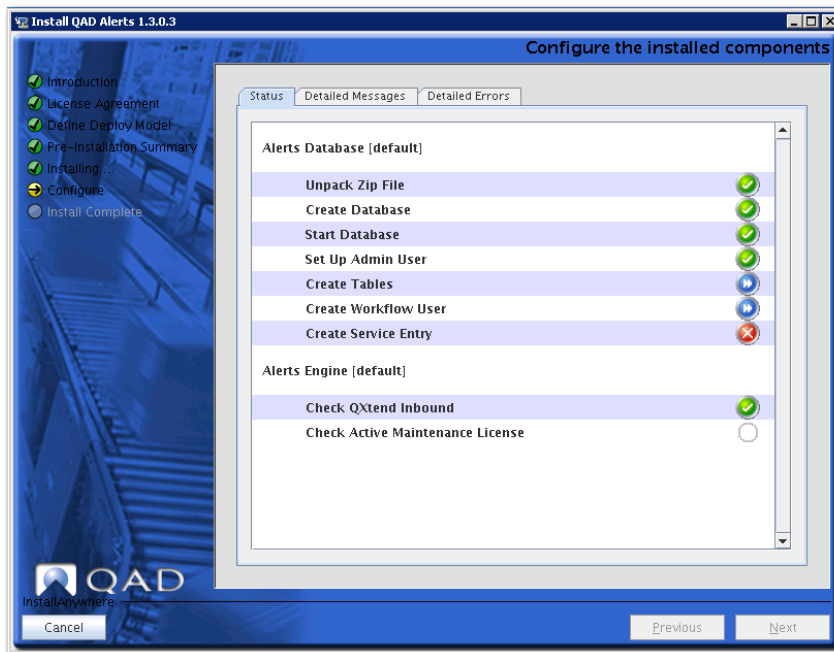 Install QAD Alerts 1.3.0.3
Configure the installed components
Introduction
License Agreement
Define Deploy Model
Pre-Installation Summary
Installing...
Configure
Install Complete
Status
Detailed Messages
Detailed Errors
Alerts Database [default]
Unpack Zip File
Create Database
Start Database
Set Up Admin User
Create Tables
Create Workflow User
Create Service Entry
Alerts Engine [default]
Check QXtend Inbound
Check Active Maintenance License
QAD
InstallAnywhere
Cancel
Previous
Next